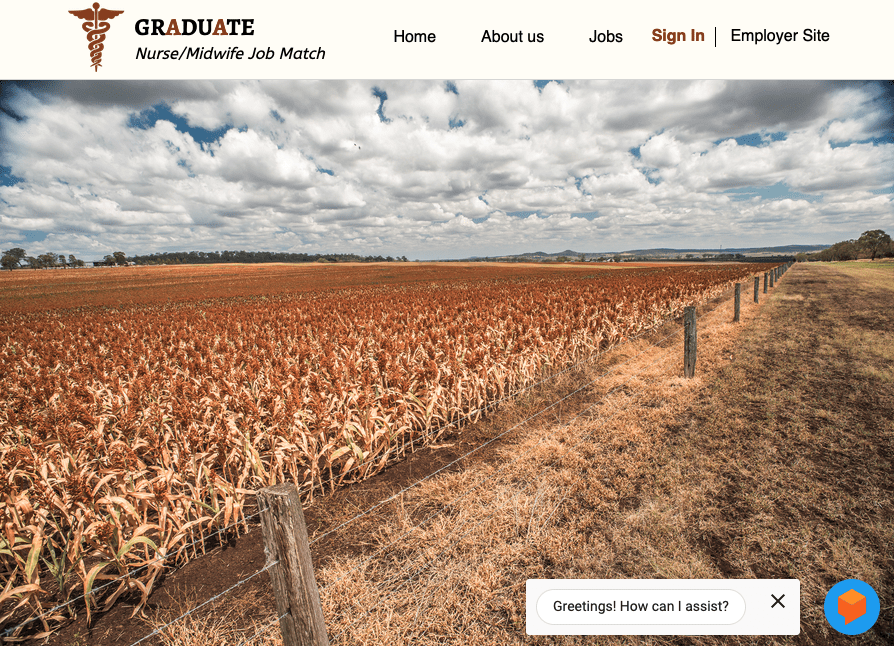 GRADUATE
Nurse/Midwife Job Match
Home
About us
Jobs
Sign In
Employer Site
Greetings! How can I assist?